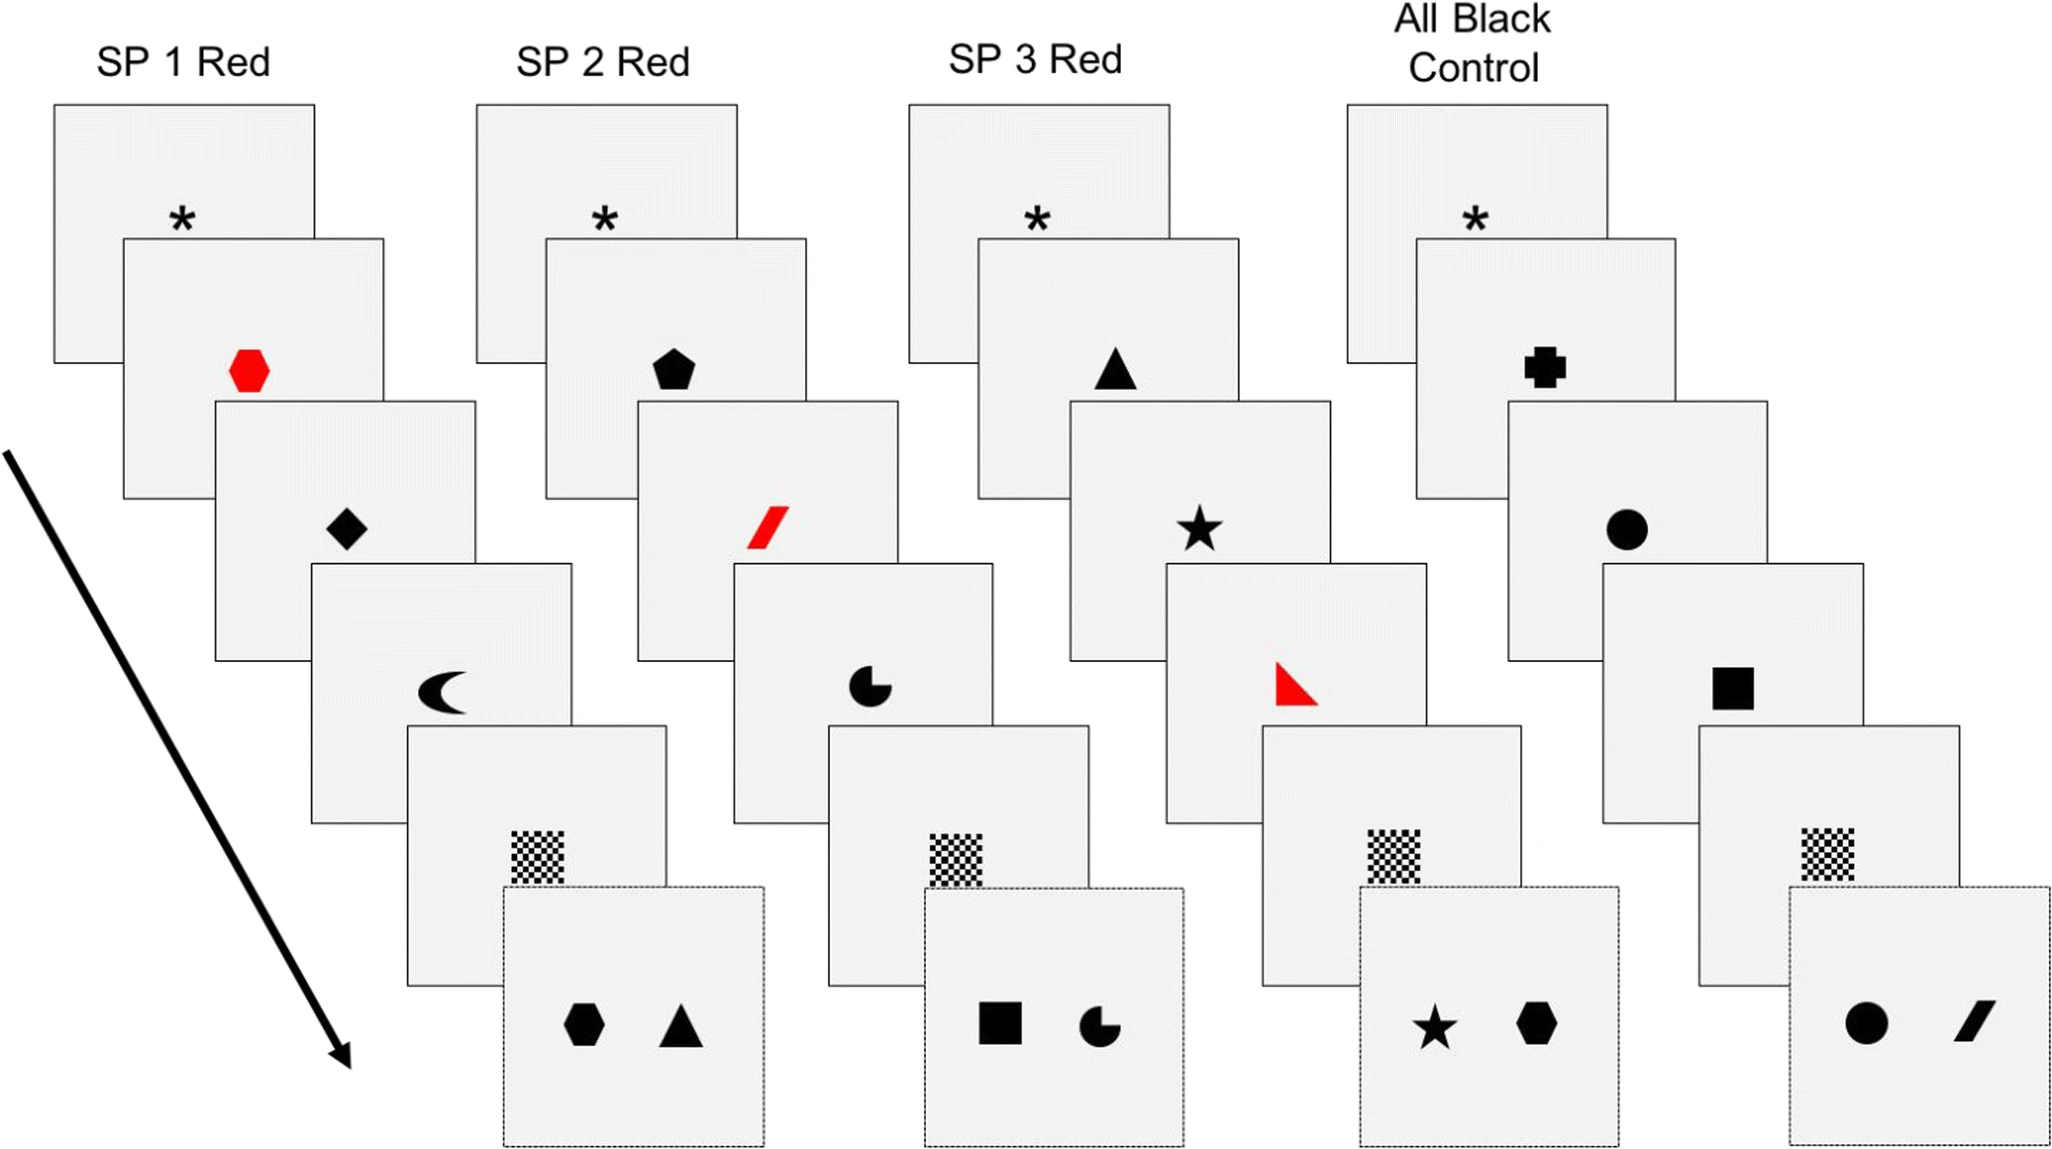 SP 1 Red
SP 2 Red
SP 3 Red
All Black
Control
*
*
*
*